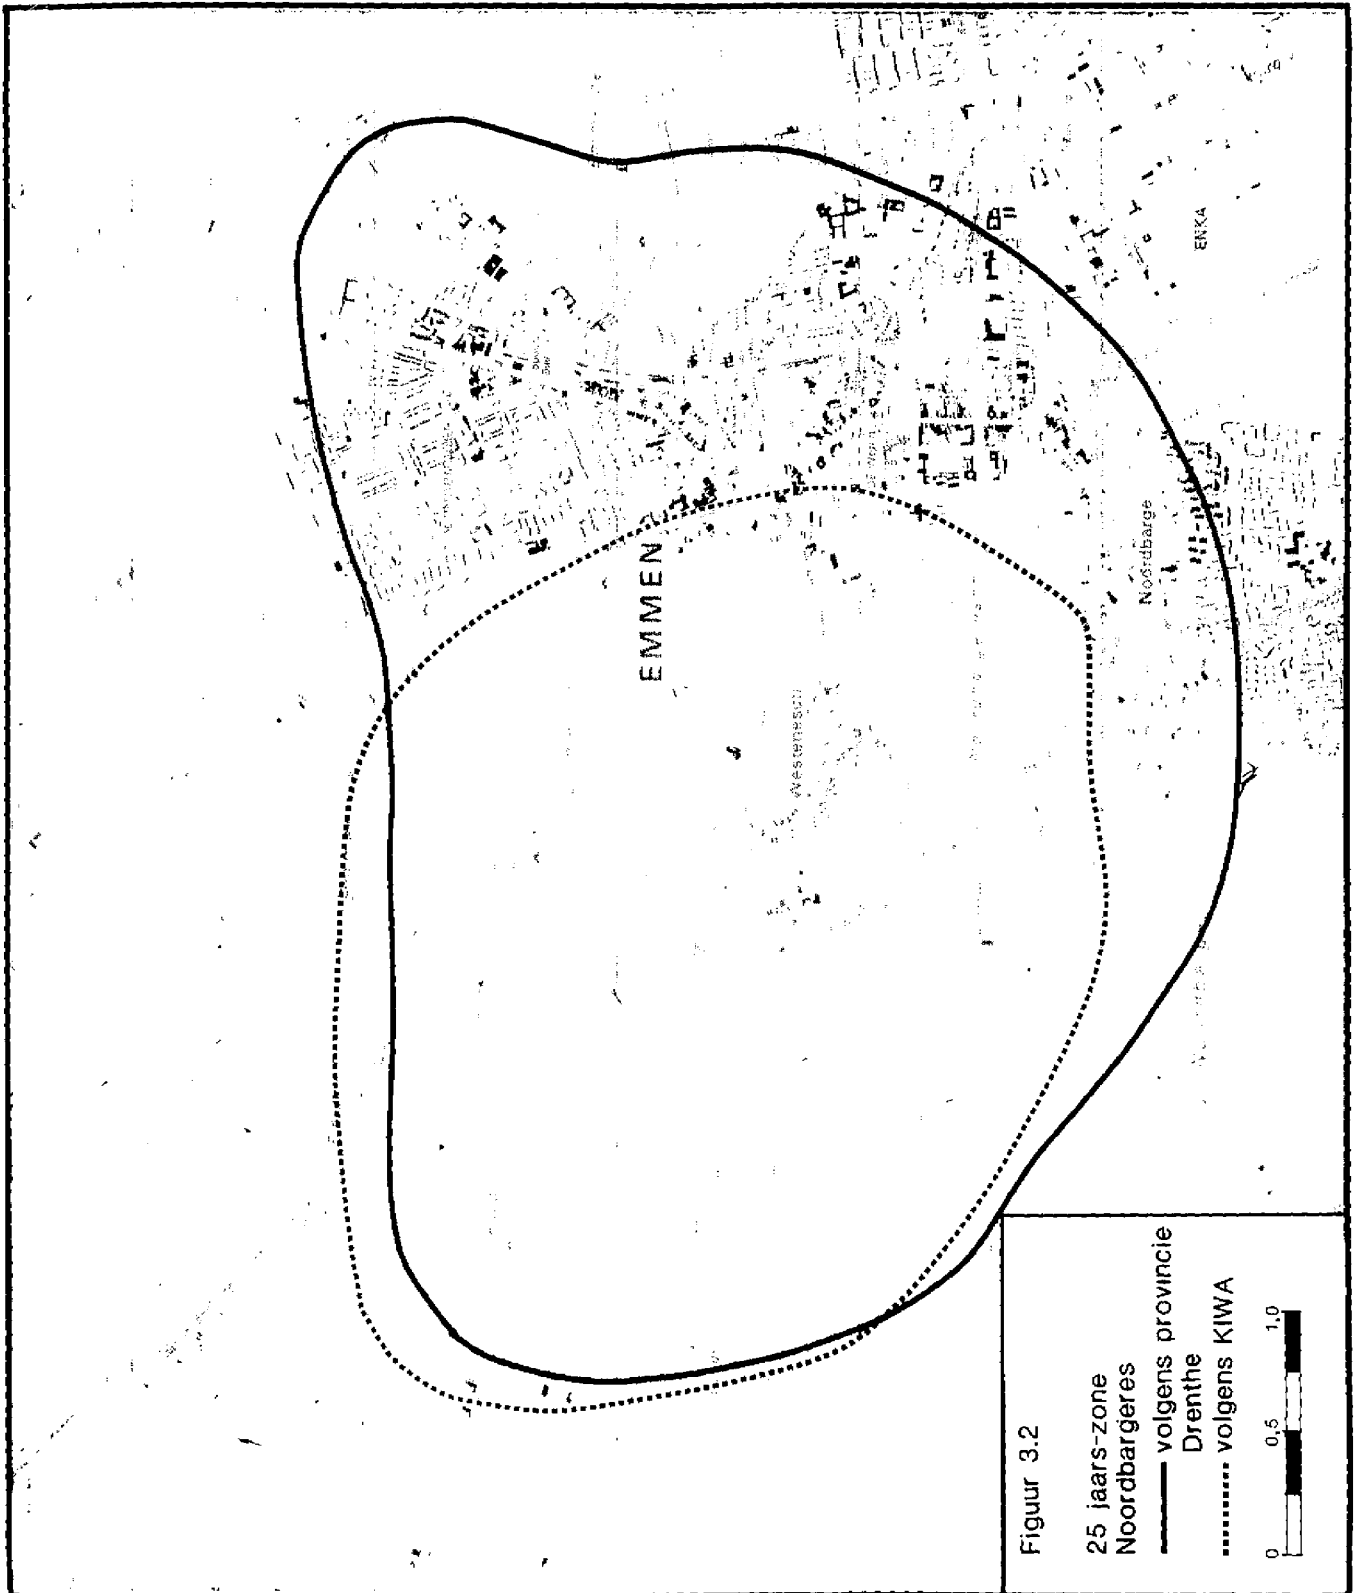 EMMEN
Westenesch
Noordbarge
ENKA
Figuur 3.2
25 jaars-zone
Noordbargeres
volgens provincie
Drenthe
volgens KIWA
0 0,5 1,0